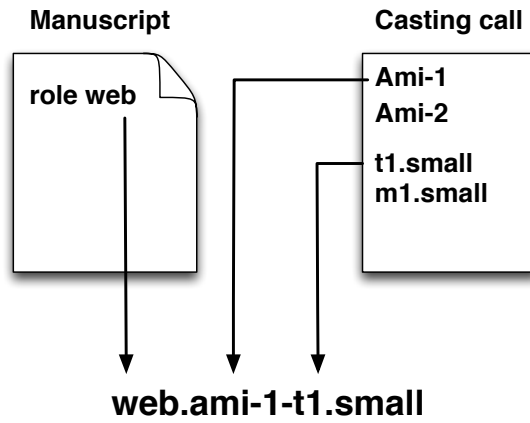 Manuscript
role web
Casting call
Ami-1
Ami-2
t1.small
m1.small
web.ami-1-t1.small